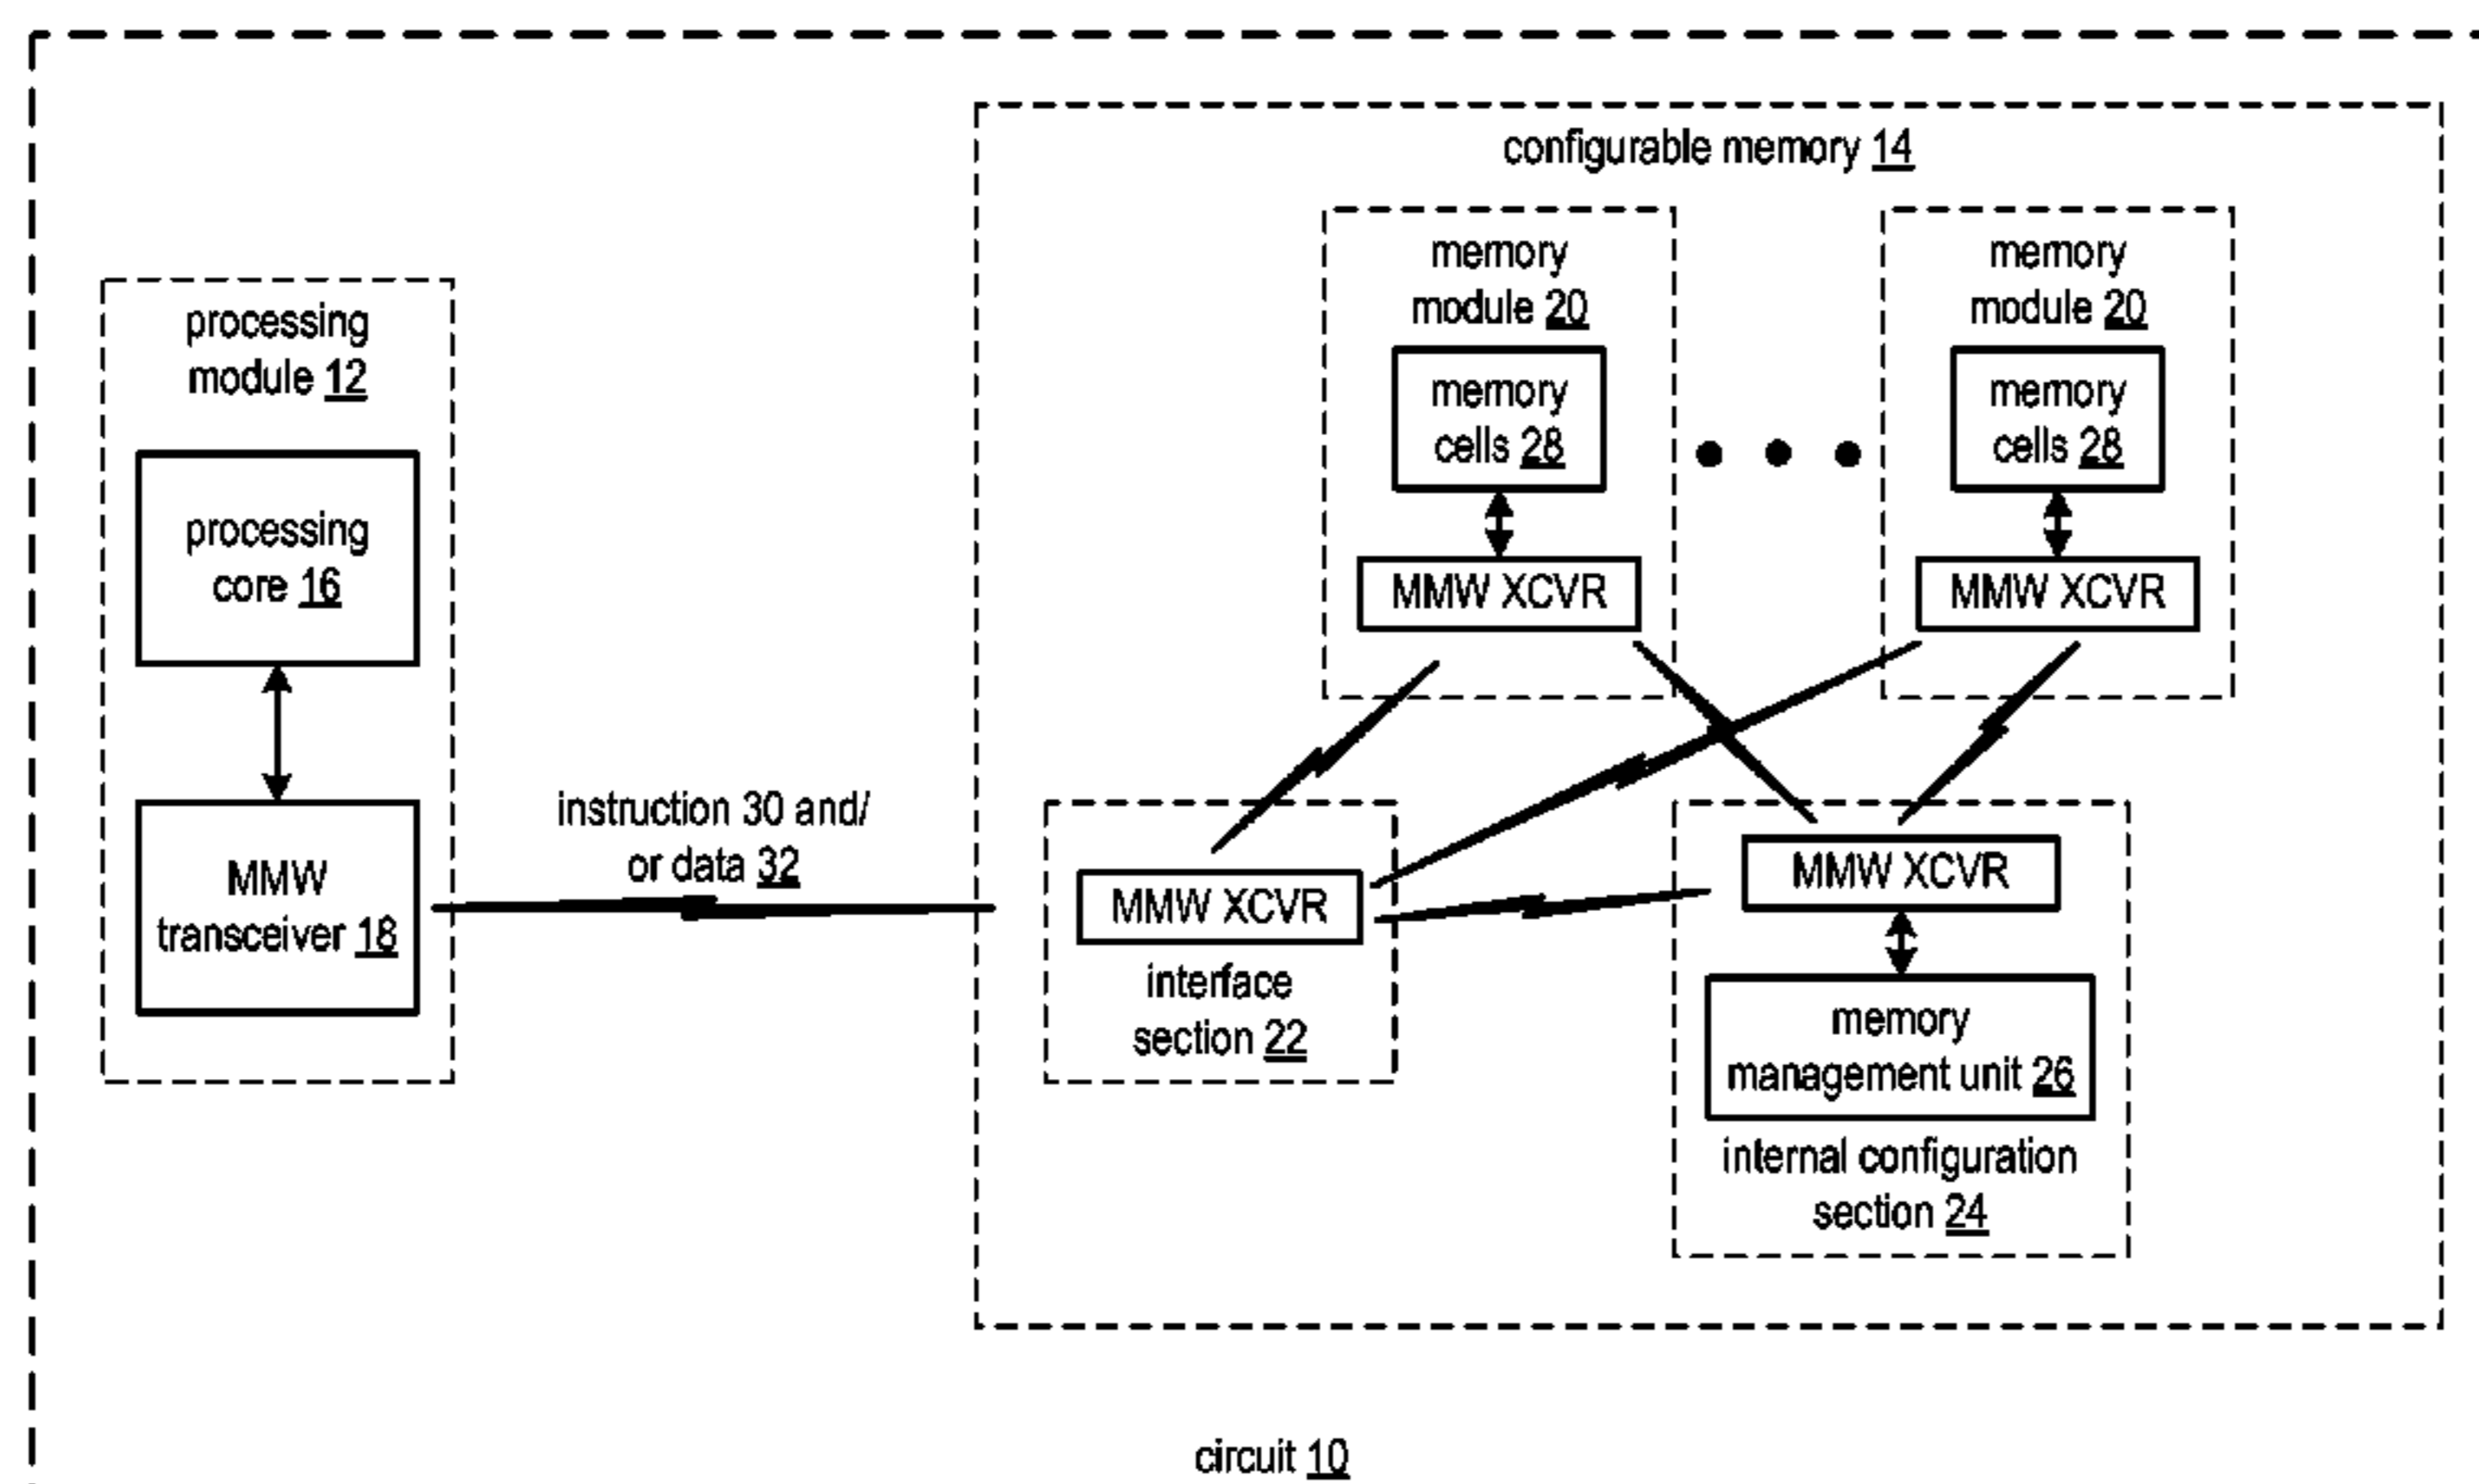 configurable memory 14
memory
module 20
memory
cells 28
MMW XCVR
memory
module 20
memory
cells 28
MMW XCVR
processing
module 12
processing
core 16
MMW
transceiver 18
instruction 30 and/
or data 32
MMW XCVR
interface
section 22
MMW XCVR
memory
management unit 26
internal configuration
section 24
circuit 10